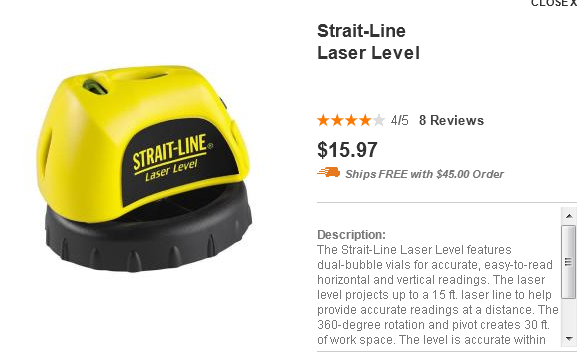 CLOSE X
Strait-Line
Laser Level
4/5 8 Reviews
$15.97
Ships FREE with $45.00 Order
STRAIT-LINE®
Laser Level
Description:
The Strait-Line Laser Level features
dual-bubble vials for accurate, easy-to-read
horizontal and vertical readings. The laser
level projects up to a 15 ft. laser line to help
provide accurate readings at a distance. The
360-degree rotation and pivot creates 30 ft.
of work space. The level is accurate within